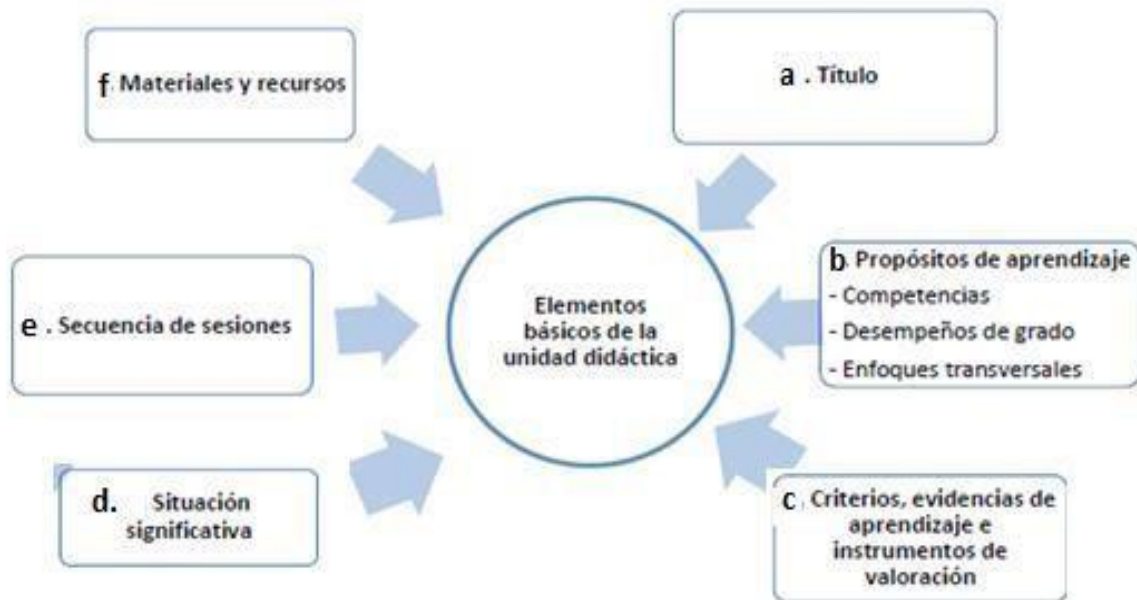 a . Título
b. Propósitos de aprendizaje
- Competencias
- Desempeños de grado
- Enfoques transversales
c . Criterios, evidencias de
aprendizaje e
instrumentos de
valoración
d. Situación
significativa
e . Secuencia de sesiones
f. Materiales y recursos
Elementos
básicos de la
unidad didáctica